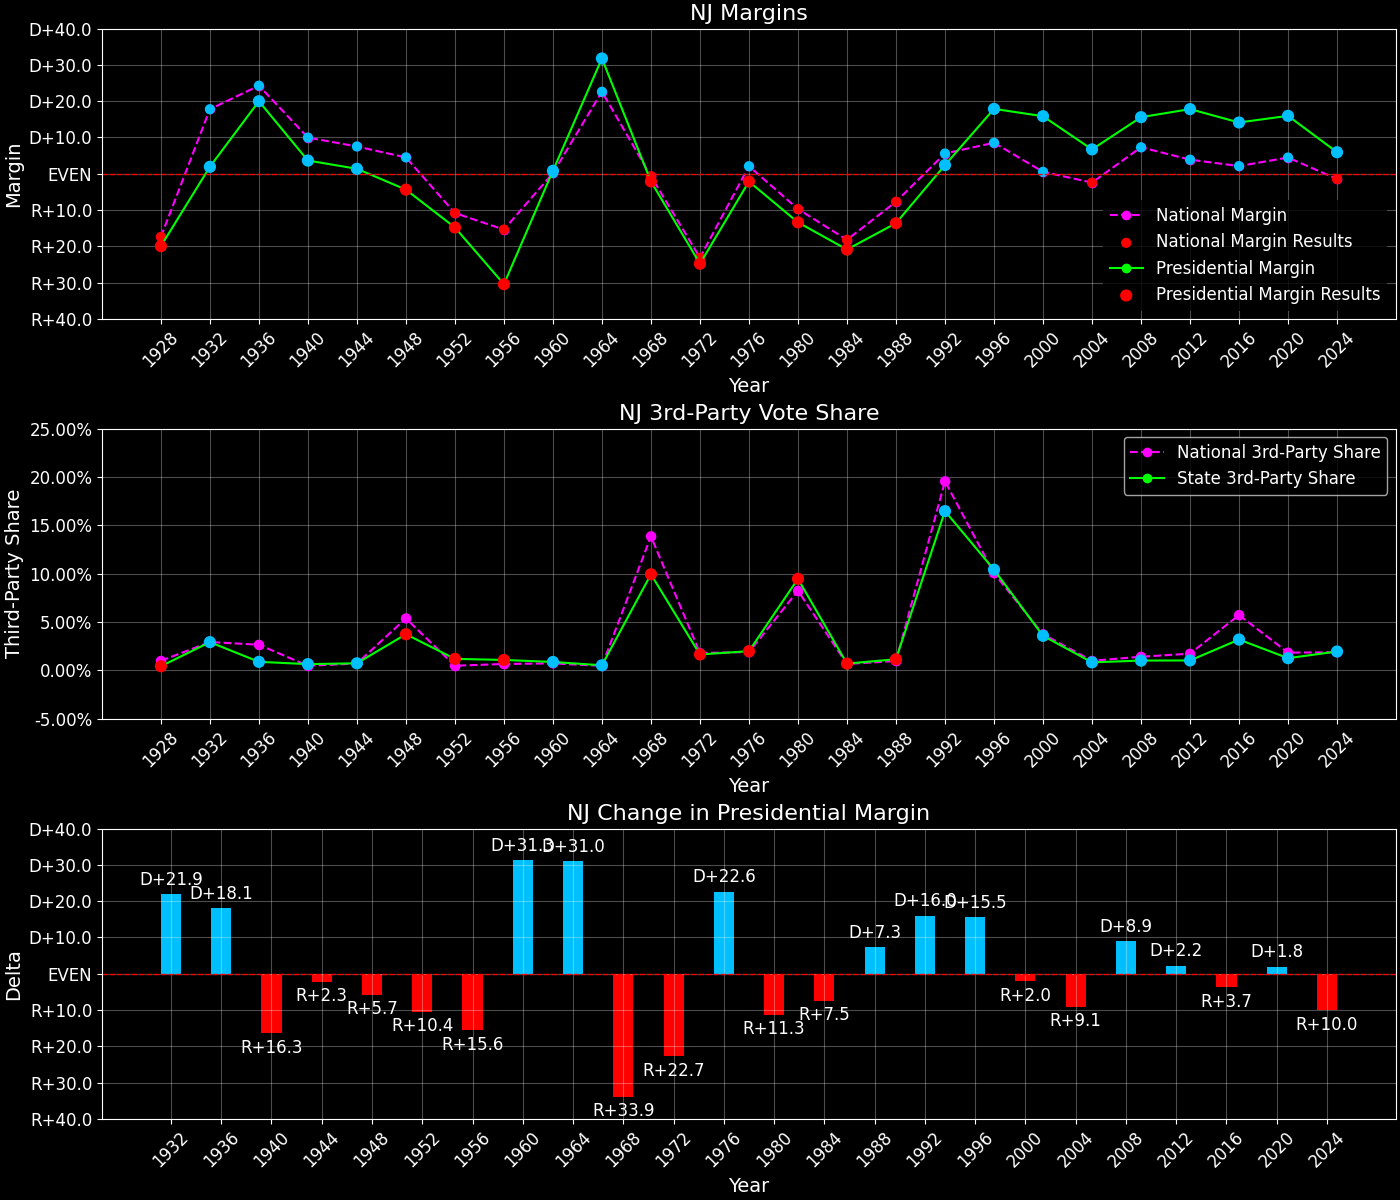 NJ Margins
D+40.0
D+30.0
D+20.0
D+10.0
EVEN
R+10.0
R+20.0
R+30.0
R+40.0
Margin
National Margin
National Margin Results
Presidential Margin
Presidential Margin Results
1928 1932 1936 1940 1944 1948 1952 1956 1960 1964 1968 1972 1976 1980 1984 1988 1992 1996 2000 2004 2008 2012 2016 2020 2024
Year
NJ 3rd-Party Vote Share
25.00%
20.00%
15.00%
10.00%
5.00%
0.00%
-5.00%
Third-Party Share
National 3rd-Party Share
State 3rd-Party Share
1928 1932 1936 1940 1944 1948 1952 1956 1960 1964 1968 1972 1976 1980 1984 1988 1992 1996 2000 2004 2008 2012 2016 2020 2024
Year
NJ Change in Presidential Margin
D+40.0
D+30.0
D+20.0
D+10.0
EVEN
R+10.0
R+20.0
R+30.0
R+40.0
Delta
D+21.9
D+18.1
R+16.3
R+2.3
R+5.7
R+10.4
R+15.6
D+31.3
D+31.0
R+33.9
R+22.7
D+22.6
R+11.3
R+7.5
D+7.3
D+16.0
D+15.5
R+2.0
R+9.1
D+8.9
D+2.2
R+3.7
D+1.8
R+10.0
1932 1936 1940 1944 1948 1952 1956 1960 1964 1968 1972 1976 1980 1984 1988 1992 1996 2000 2004 2008 2012 2016 2020 2024
Year